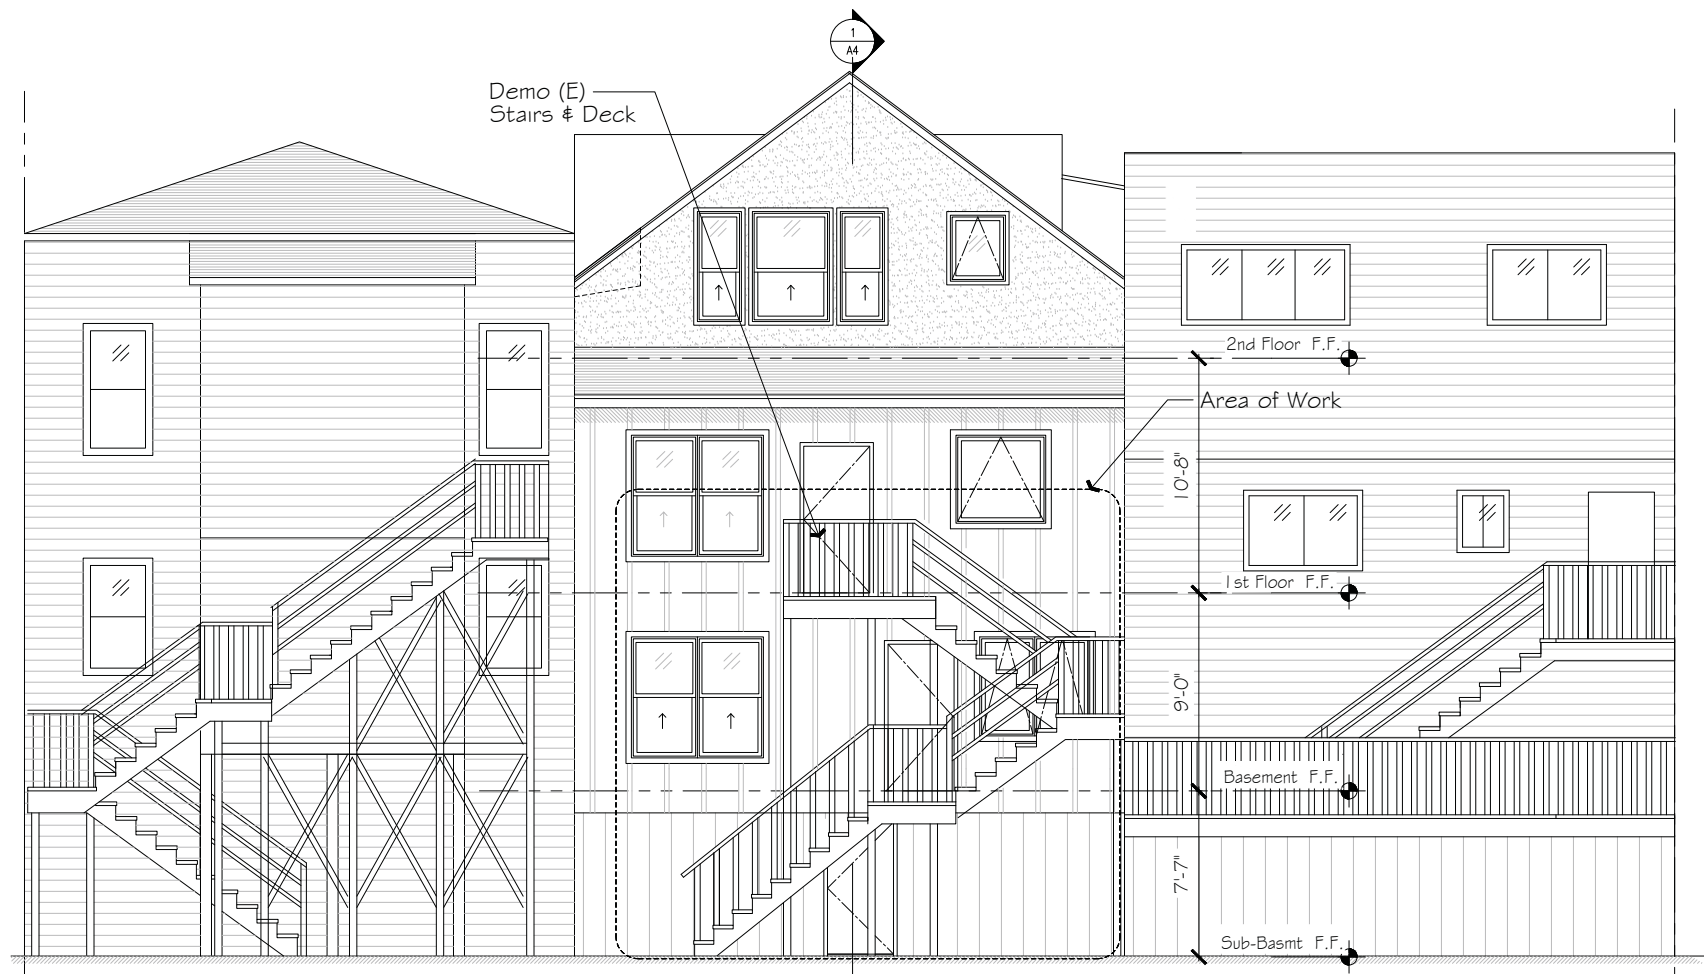 1
A4
Demo (E)
Stairs & Deck
2nd Floor F.F.
Area of Work
10'-8"
1st Floor F.F.
9'-0"
Basement F.F.
7'-7"
Sub-Basmt F.F.